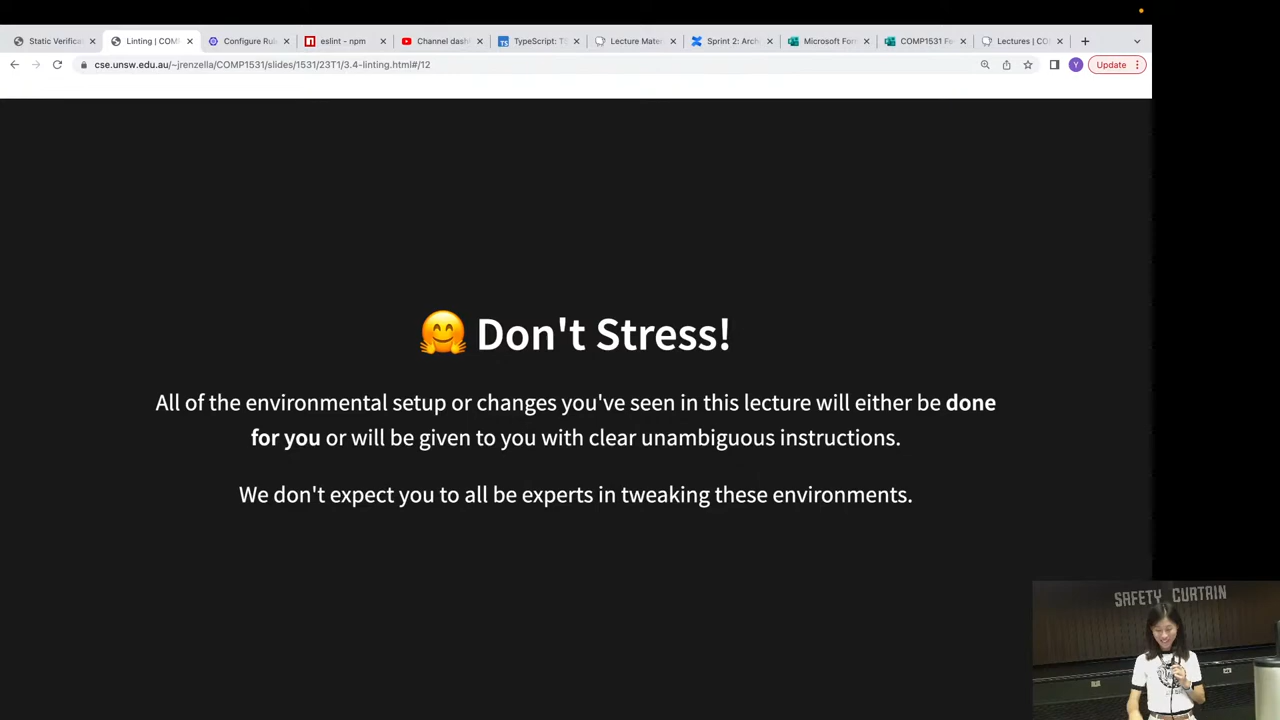 Static Verifica
Linting | COM
Configure Rul
eslint - npm
Channel dash
TypeScript: TS
Lecture Mater
Sprint 2: Arch
Microsoft For
COMP1531 Fe
Lectures | CO
cse.unsw.edu.au/~jrenzella/COMP1531/slides/1531/23T1/3.4-linting.html#/12
Y
Update
🤗 Don't Stress!
All of the environmental setup or changes you've seen in this lecture will either be done
for you or will be given to you with clear unambiguous instructions.
We don't expect you to all be experts in tweaking these environments.
SAFETY CURTAIN